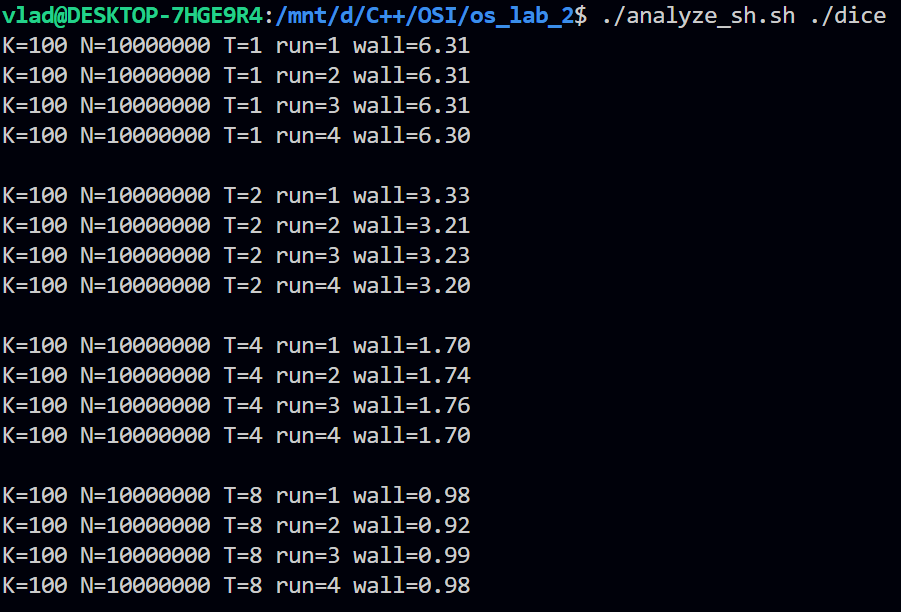 vlad@DESKTOP-7HGE9R4:/mnt/d/C++/OSI/os_lab_2$ ./analyze_sh.sh ./dice
K=100 N=10000000 T=1 run=1 wall=6.31
K=100 N=10000000 T=1 run=2 wall=6.31
K=100 N=10000000 T=1 run=3 wall=6.31
K=100 N=10000000 T=1 run=4 wall=6.30
K=100 N=10000000 T=2 run=1 wall=3.33
K=100 N=10000000 T=2 run=2 wall=3.21
K=100 N=10000000 T=2 run=3 wall=3.23
K=100 N=10000000 T=2 run=4 wall=3.20
K=100 N=10000000 T=4 run=1 wall=1.70
K=100 N=10000000 T=4 run=2 wall=1.74
K=100 N=10000000 T=4 run=3 wall=1.76
K=100 N=10000000 T=4 run=4 wall=1.70
K=100 N=10000000 T=8 run=1 wall=0.98
K=100 N=10000000 T=8 run=2 wall=0.92
K=100 N=10000000 T=8 run=3 wall=0.99
K=100 N=10000000 T=8 run=4 wall=0.98